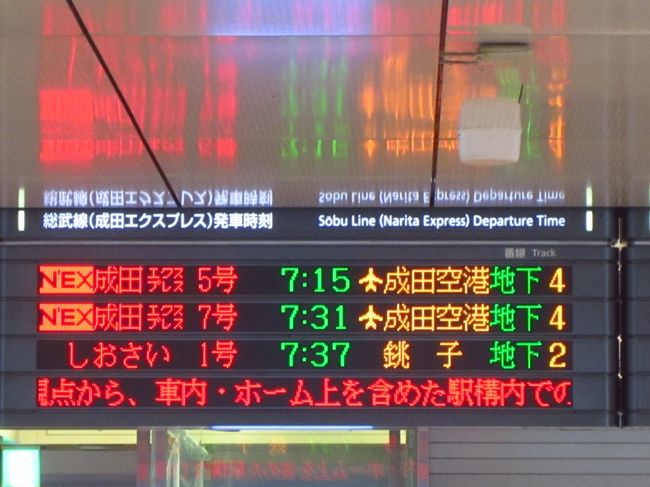 総武線(成田エクスプレス)発車時刻 Sōbu Line (Narita Express) Departure Time
番線 Track
N'EX 成田エクスプレス 5号 7:15 成田空港 地下 4
N'EX 成田エクスプレス 7号 7:31 成田空港 地下 4
しおさい 1号 7:37 銚子 地下 2
点から、車内・ホーム上を含めた駅構内での